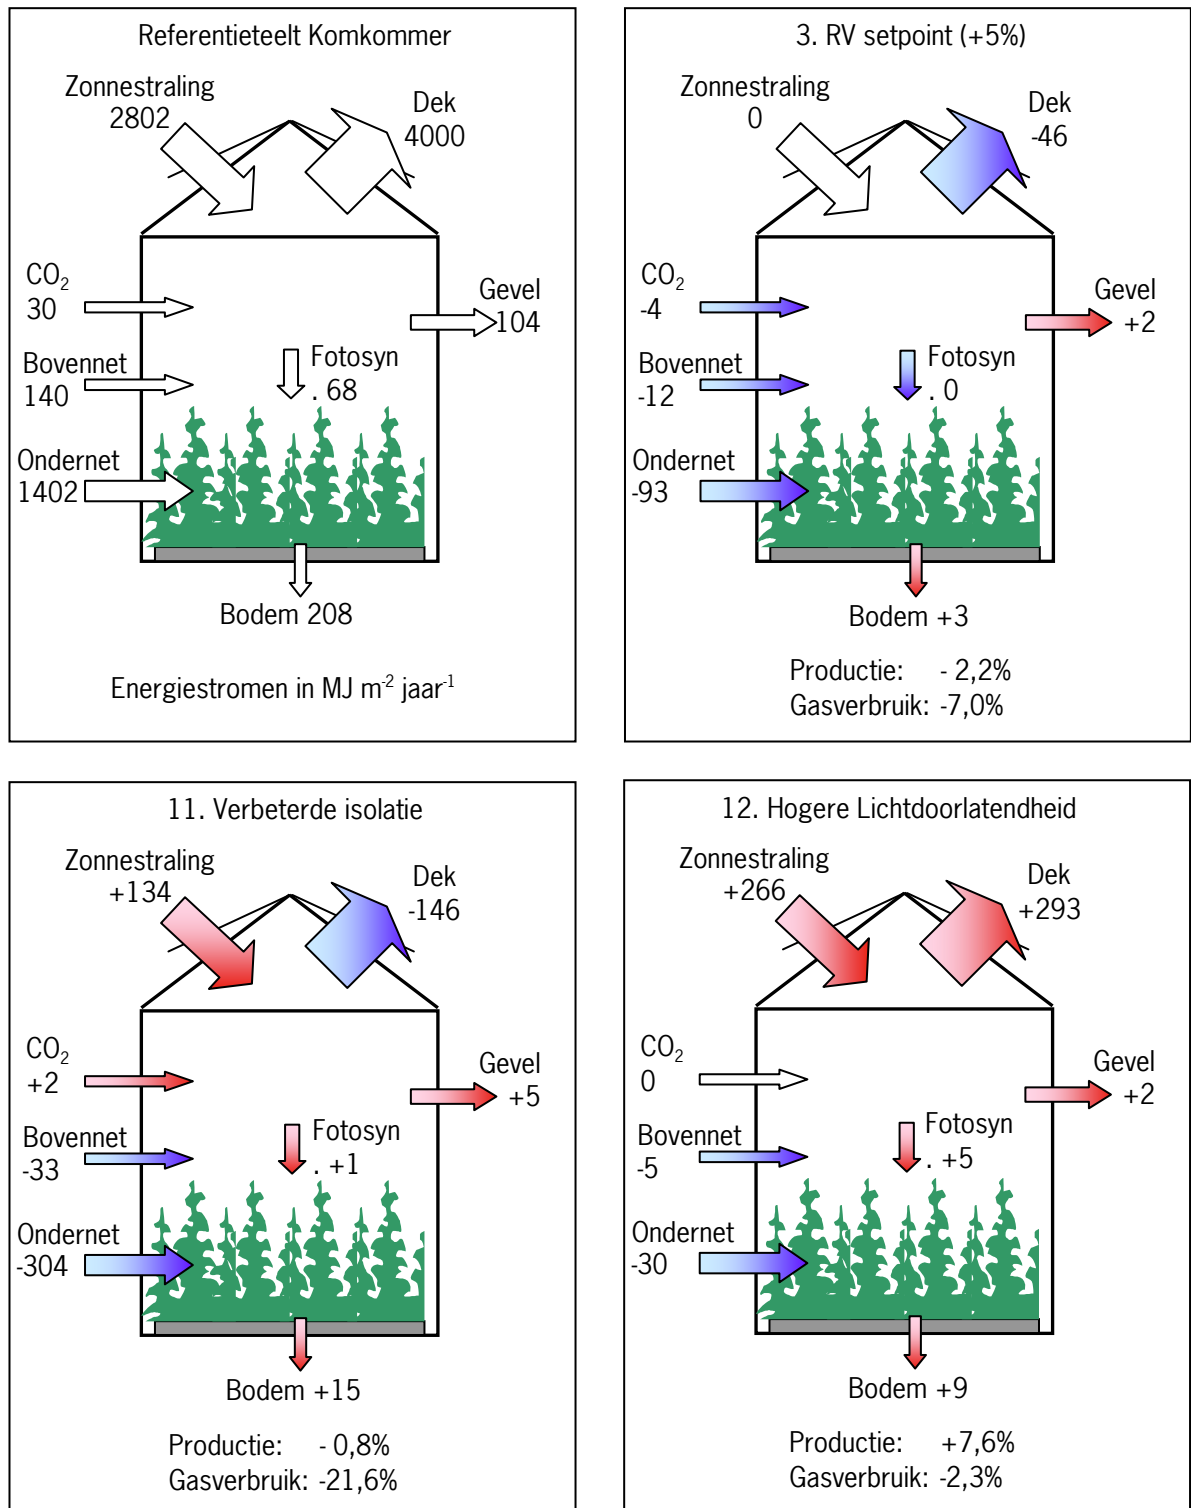 Referentieteelt Komkommer
Zonnestraling
2802
Dek
4000
CO2
30
Gevel
104
Bovennet
140
Fotosyn
. 68
Ondernet
1402
Bodem 208
Energiestromen in MJ m-2 jaar-1
3. RV setpoint (+5%)
Zonnestraling
0
Dek
-46
CO2
-4
Gevel
+2
Bovennet
-12
Fotosyn
. 0
Ondernet
-93
Bodem +3
Productie: - 2,2%
Gasverbruik: -7,0%
11. Verbeterde isolatie
Zonnestraling
+134
Dek
-146
CO2
+2
Gevel
+5
Bovennet
-33
Fotosyn
. +1
Ondernet
-304
Bodem +15
Productie: - 0,8%
Gasverbruik: -21,6%
12. Hogere Lichtdoorlatendheid
Zonnestraling
+266
Dek
+293
CO2
0
Gevel
+2
Bovennet
-5
Fotosyn
. +5
Ondernet
-30
Bodem +9
Productie: +7,6%
Gasverbruik: -2,3%